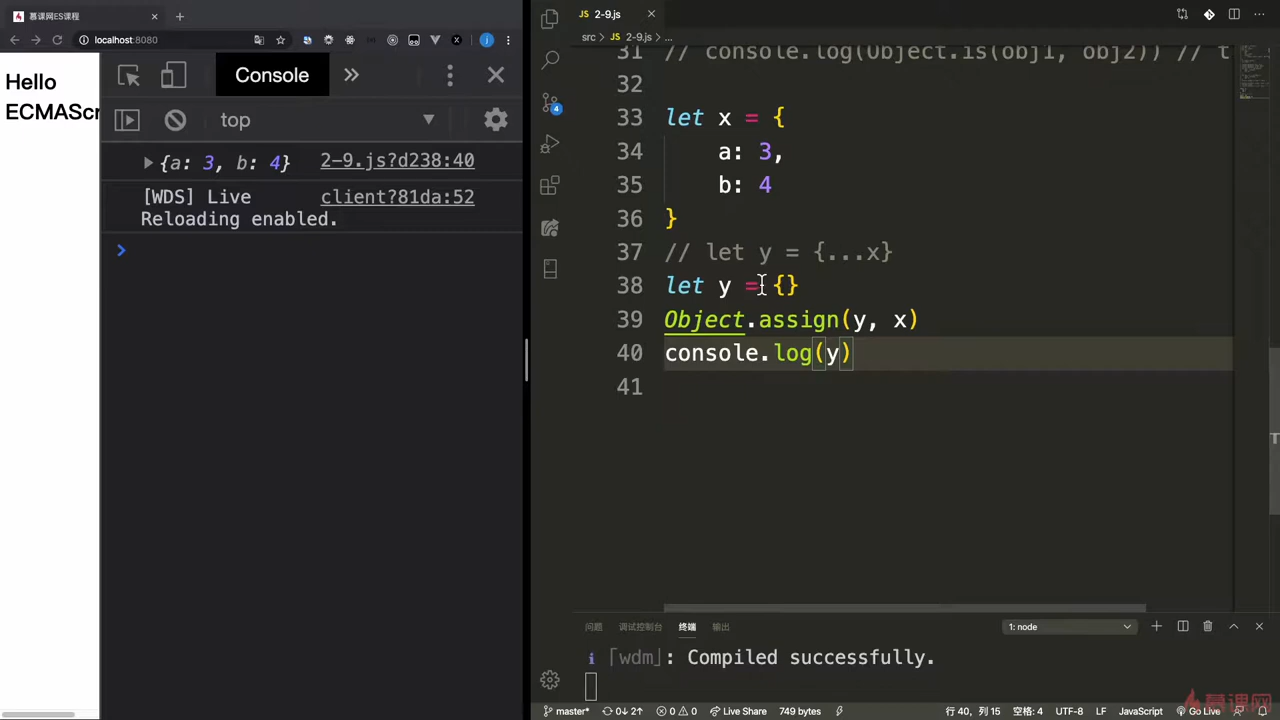 慕课网ES课程
localhost:8080
Hello
ECMAScr
Console
top
{a: 3, b: 4} 2-9.js?d238:40
[WDS] Live client?81da:52
Reloading enabled.
2-9.js
src > JS 2-9.js > ...
31 // console.log(Object.is(obj1, obj2)) // t
32
33 let x = {
34 a: 3,
35 b: 4
36 }
37 // let y = {...x}
38 let y = {}
39 Object.assign(y, x)
40 console.log(y)
41
问题 调试控制台 终端 输出 1: node
i ｢wdm｣: Compiled successfully.
master* 0↓ 2↑ 0 0 Live Share 749 bytes 行 40, 列 15 空格: 4 UTF-8 LF JavaScript Go Live
慕课网